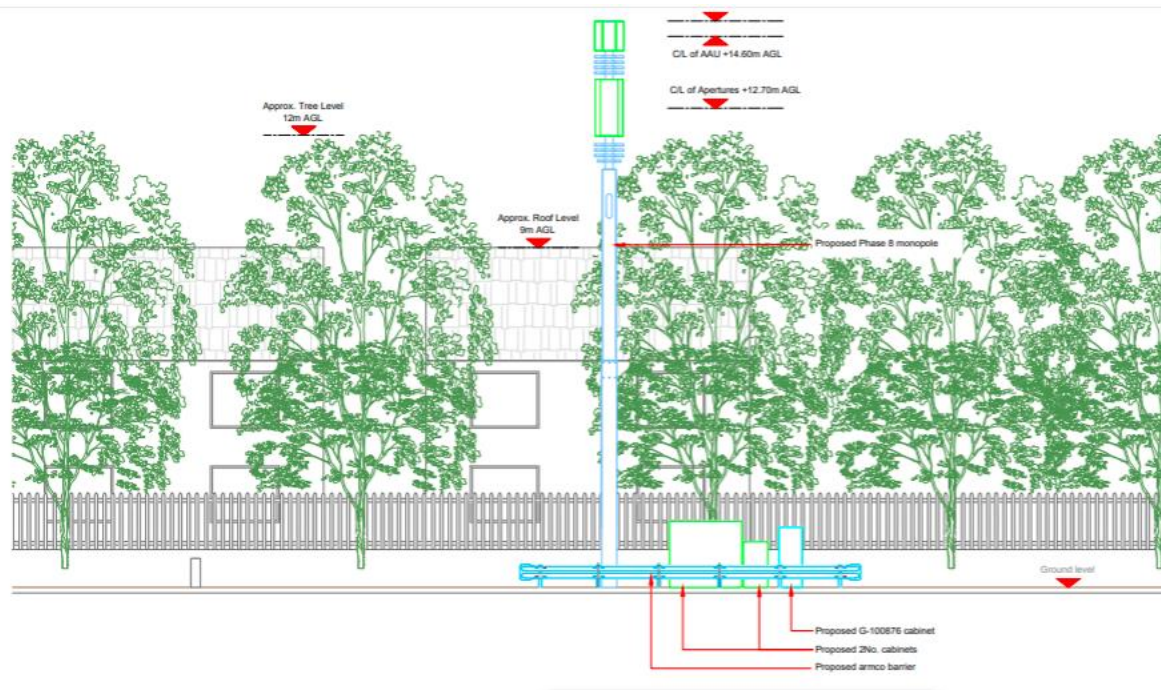 C/L of AAU +14.60m AGL
C/L of Apertures +12.70m AGL
Approx. Tree Level
12m AGL
Approx. Roof Level
9m AGL
Proposed Phase 8 monopole
Ground level
Proposed G-100876 cabinet
Proposed 2No. cabinets
Proposed armco barrier